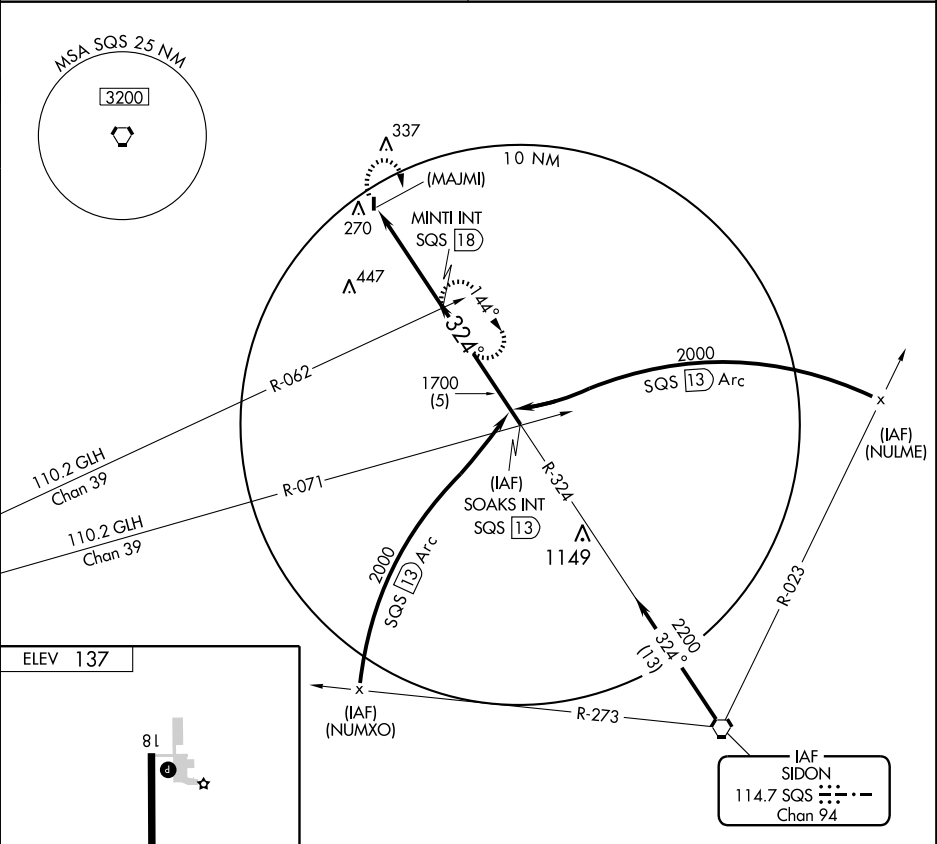 MSA SQS 25 NM
3200
337
10 NM
(MAJMI)
270
MINTI INT
SQS 18
447
144°
324°
2000
SQS 13 Arc
R-062
1700
(5)
(IAF)
(NULME)
110.2 GLH
Chan 39
R-071
R-324
(IAF)
SOAKS INT
SQS 13
110.2 GLH
Chan 39
1149
2000
SQS 13 Arc
R-023
2200
324°
(13)
ELEV 137
(IAF)
(NUMXO)
R-273
18
P
IAF
SIDON
114.7 SQS
Chan 94